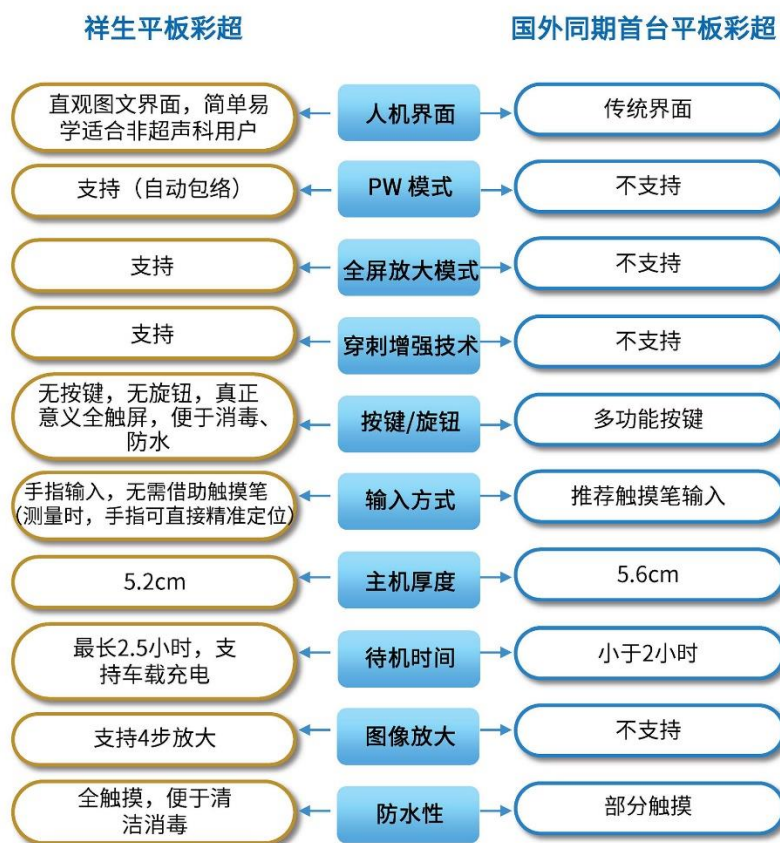 祥生平板彩超
国外同期首台平板彩超
直观图文界面，简单易
学适合非超声科用户
人机界面
传统界面
支持（自动包络）
PW 模式
不支持
支持
全屏放大模式
不支持
支持
穿刺增强技术
不支持
无按键，无旋钮，真正
意义全触屏，便于消毒、
防水
按键/旋钮
多功能按键
手指输入，无需借助触摸笔
（测量时，手指可直接精准定位）
输入方式
推荐触摸笔输入
5.2cm
主机厚度
5.6cm
最长2.5小时，支
持车载充电
待机时间
小于2小时
支持4步放大
图像放大
不支持
全触摸，便于清
洁消毒
防水性
部分触摸